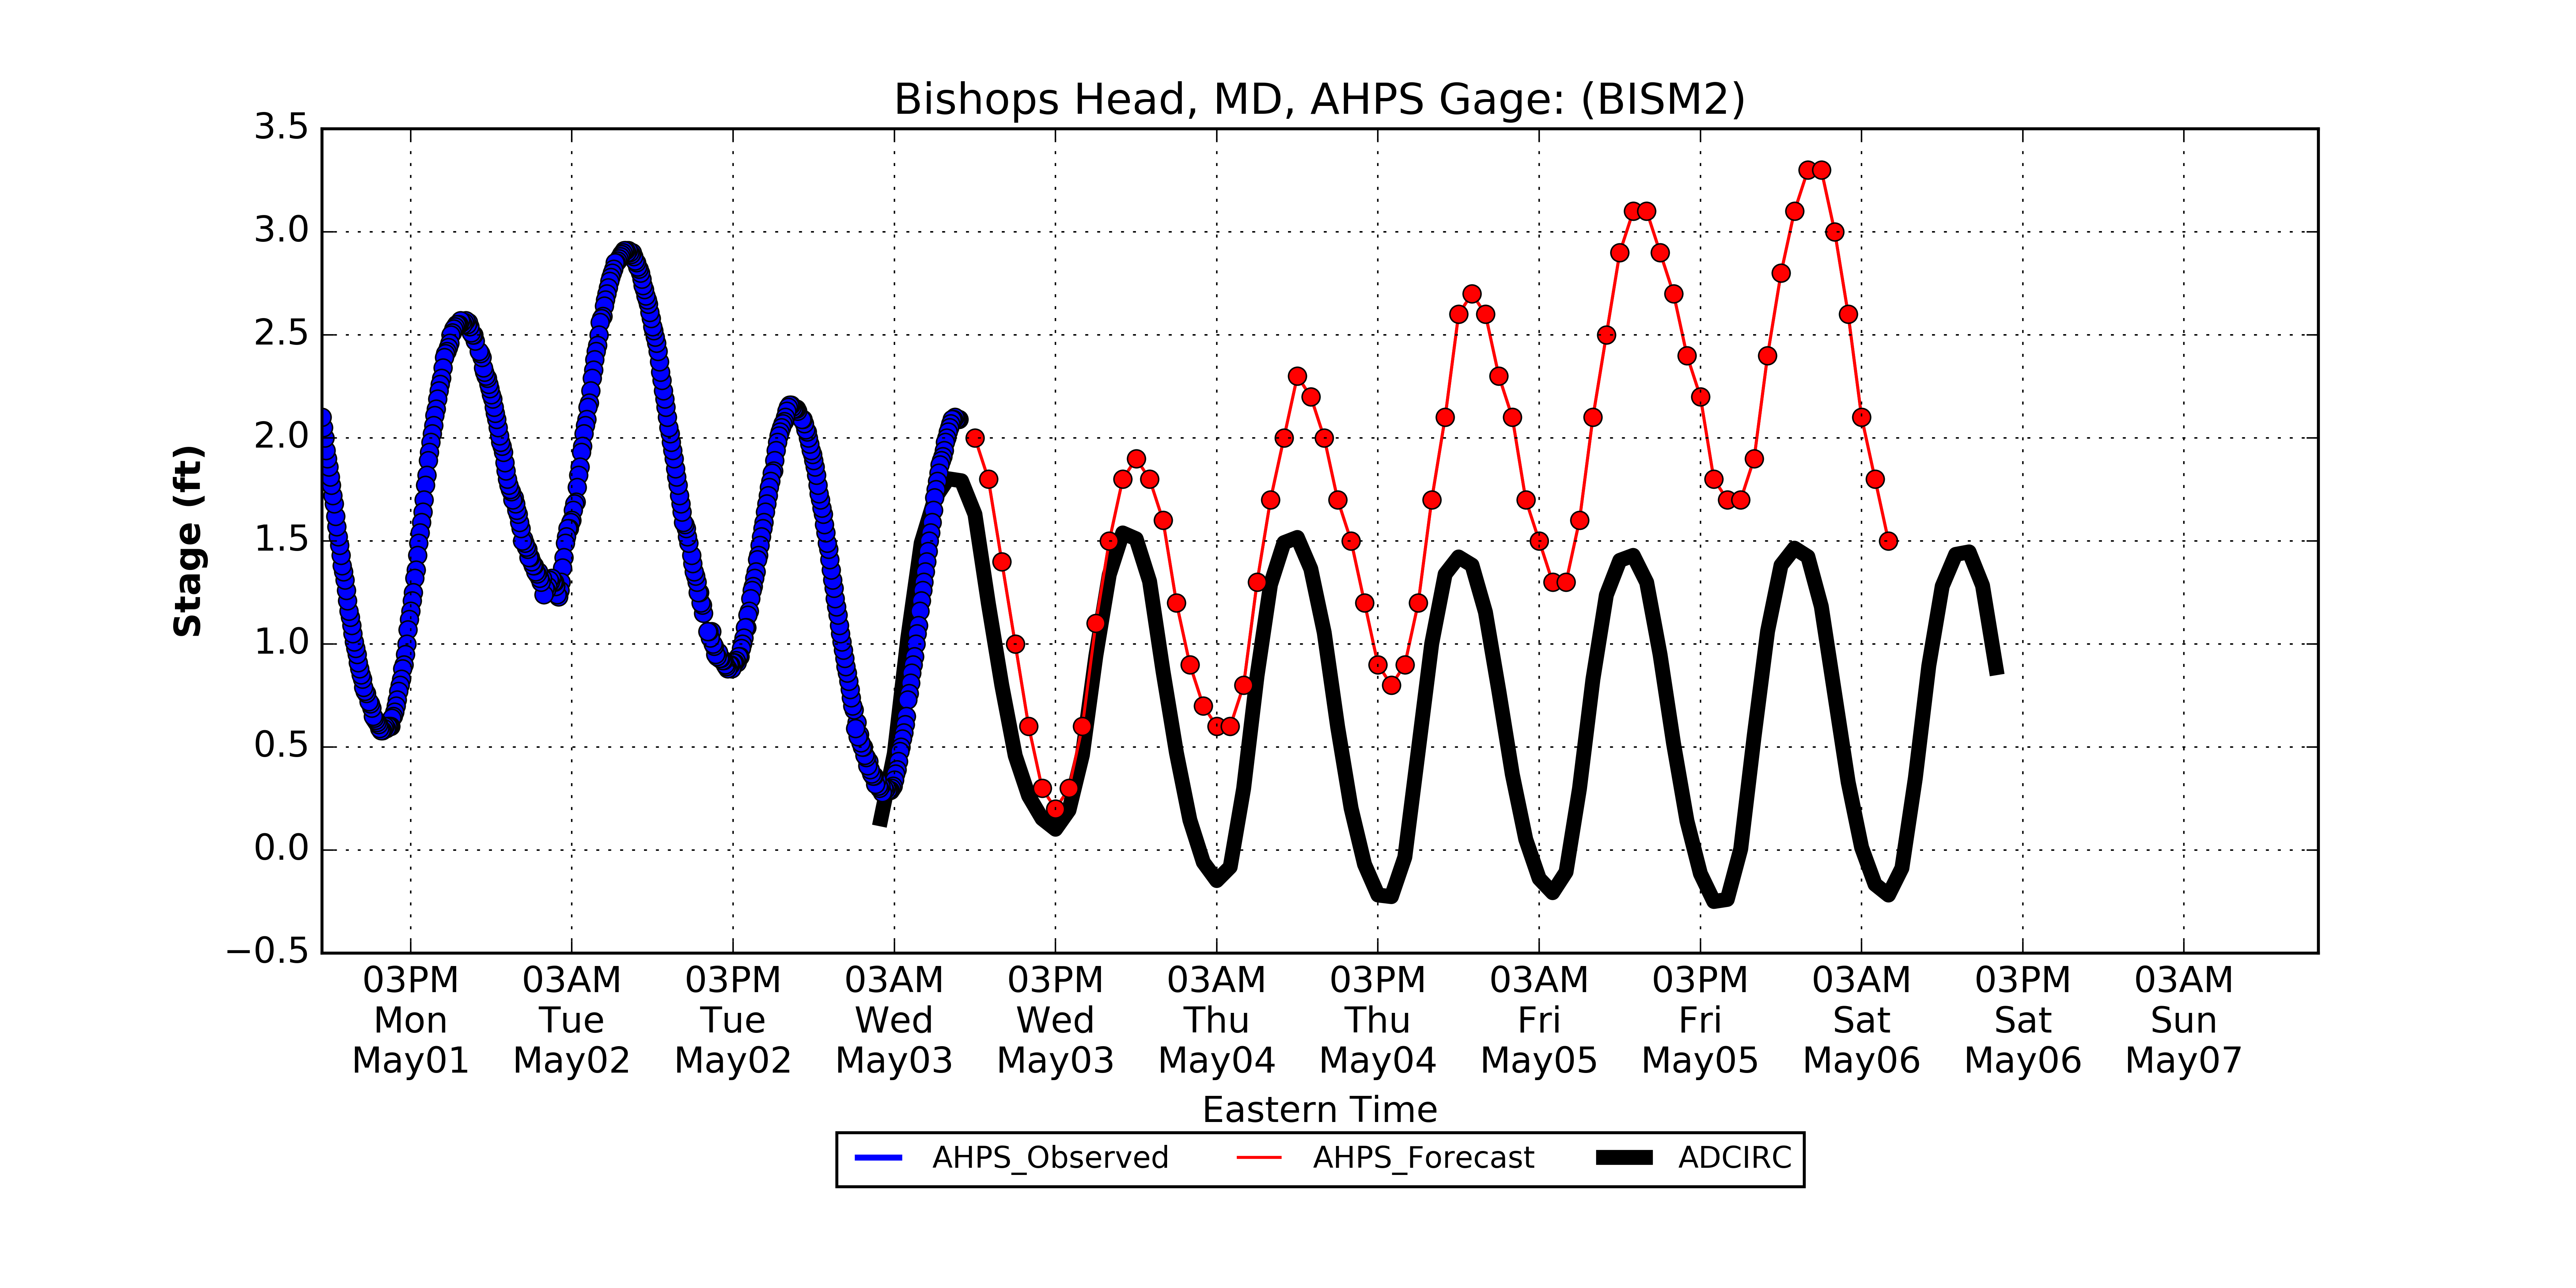 Bishops Head, MD, AHPS Gage: (BISM2)
3.5
3.0
2.5
2.0
1.5
1.0
0.5
0.0
−0.5
Stage (ft)
03PM 03AM 03PM 03AM 03PM 03AM 03PM 03AM 03PM 03AM 03PM 03AM
Mon Tue Tue Wed Wed Thu Thu Fri Fri Sat Sat Sun
May01 May02 May02 May03 May03 May04 May04 May05 May05 May06 May06 May07
Eastern Time
AHPS_Observed AHPS_Forecast ADCIRC